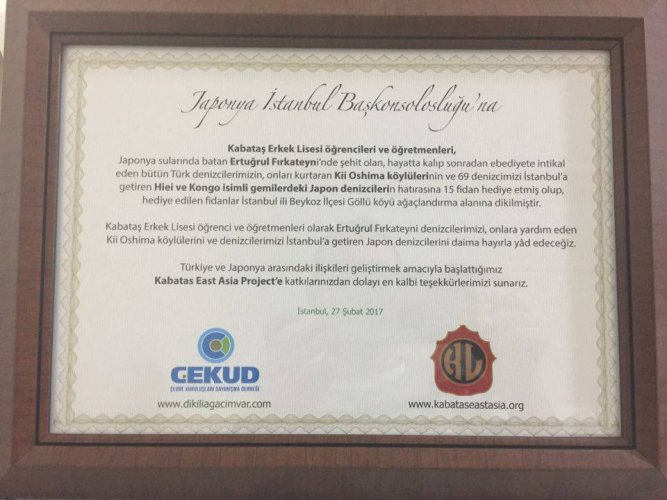 Japonya İstanbul Başkonsolosluğu'na
Kabataş Erkek Lisesi öğrencileri ve öğretmenleri,
Japonya sularında batan Ertuğrul Fırkateyni'nde şehit olan, hayatta kalıp sonradan ebediyete intikal
eden bütün Türk denizcilerimizin, onları kurtaran Kii Oshima köylülerinin ve 69 denizcimizi İstanbul'a
getiren Hiei ve Kongo isimli gemilerdeki Japon denizcilerin hatırasına 15 fidan hediye etmiş olup,
hediye edilen fidanlar İstanbul ili Beykoz İlçesi Göllü köyü ağaçlandırma alanına dikilmiştir.
Kabataş Erkek Lisesi öğrenci ve öğretmenleri olarak Ertuğrul Fırkateyni denizcilerimizi, onlara yardım eden
Kii Oshima köylülerini ve denizcilerimizi İstanbul'a getiren Japon denizcilerini daima hayırla yâd edeceğiz.
Türkiye ve Japonya arasındaki ilişkileri geliştirmek amacıyla başlattığımız
Kabatas East Asia Project'e katkılarınızdan dolayı en kalbi teşekkürlerimizi sunarız.
İstanbul, 27 Şubat 2017
ÇEKUD
ÇEVRE KURULUŞLARI DAYANIŞMA DERNEĞİ
www.dikiliagacimvar.com
KEL
www.kabataseastasia.org